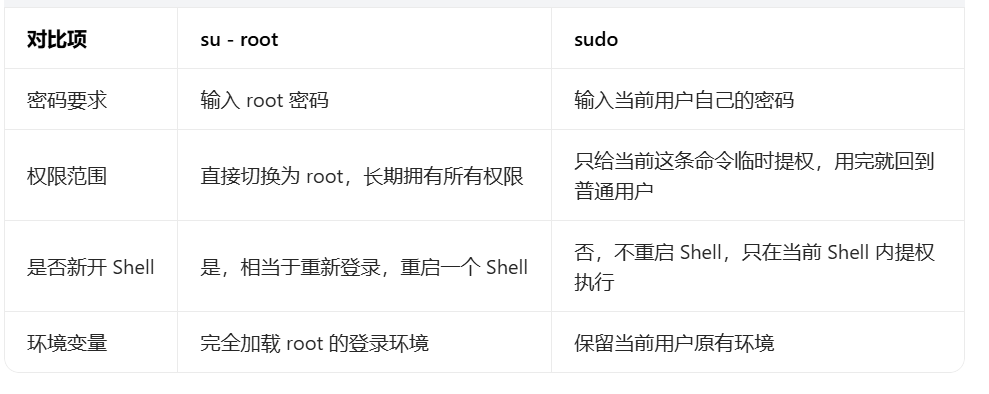 对比项 su - root sudo
密码要求 输入 root 密码 输入当前用户自己的密码
权限范围 直接切换为 root，长期拥有所有权限 只给当前这条命令临时提权，用完就回到
普通用户
是否新开 Shell 是，相当于重新登录，重启一个 Shell 否，不重启 Shell，只在当前 Shell 内提权
执行
环境变量 完全加载 root 的登录环境 保留当前用户原有环境